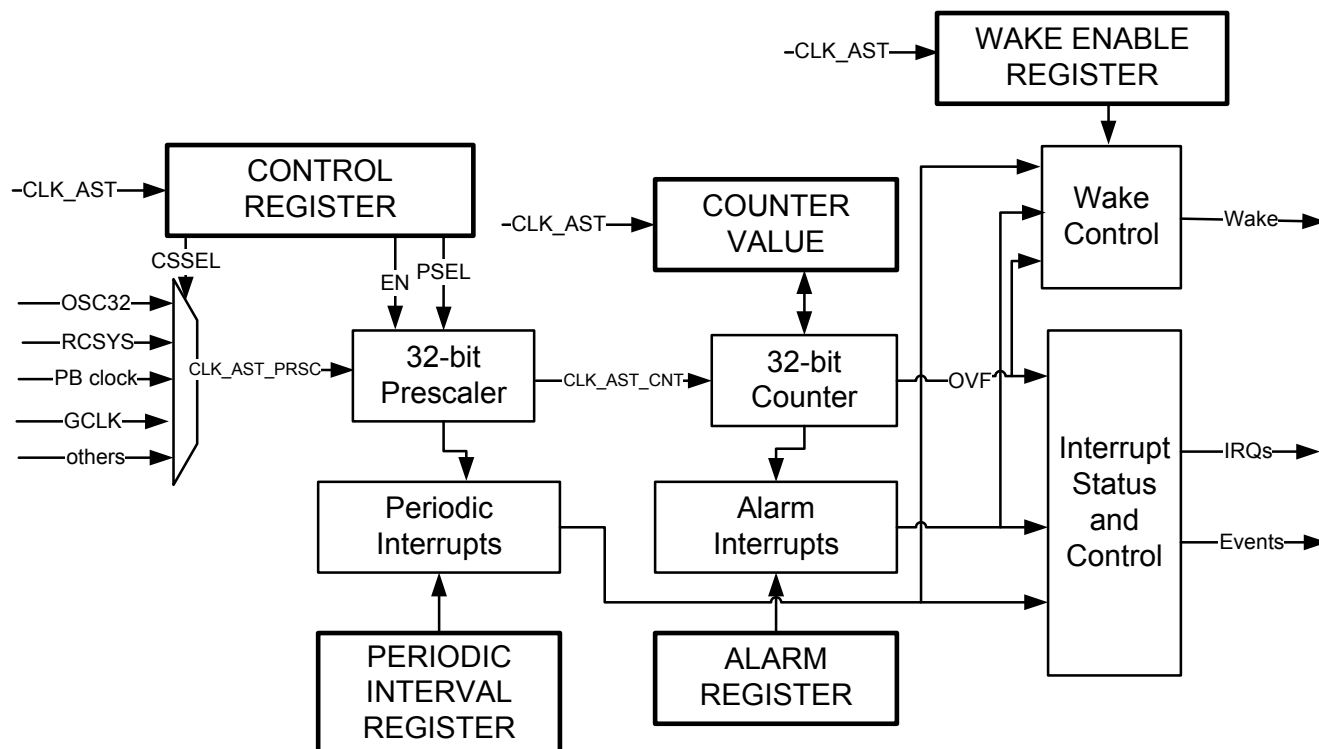 WAKE ENABLE
REGISTER
CLK_AST
CONTROL
REGISTER
CLK_AST
COUNTER
VALUE
CLK_AST
Wake
Control
Wake
CSSEL
EN
PSEL
OSC32
RCSYS
PB clock
GCLK
others
CLK_AST_PRSC
32-bit
Prescaler
CLK_AST_CNT
32-bit
Counter
OVF
Periodic
Interrupts
Alarm
Interrupts
Interrupt
Status
and
Control
IRQs
Events
PERIODIC
INTERVAL
REGISTER
ALARM
REGISTER